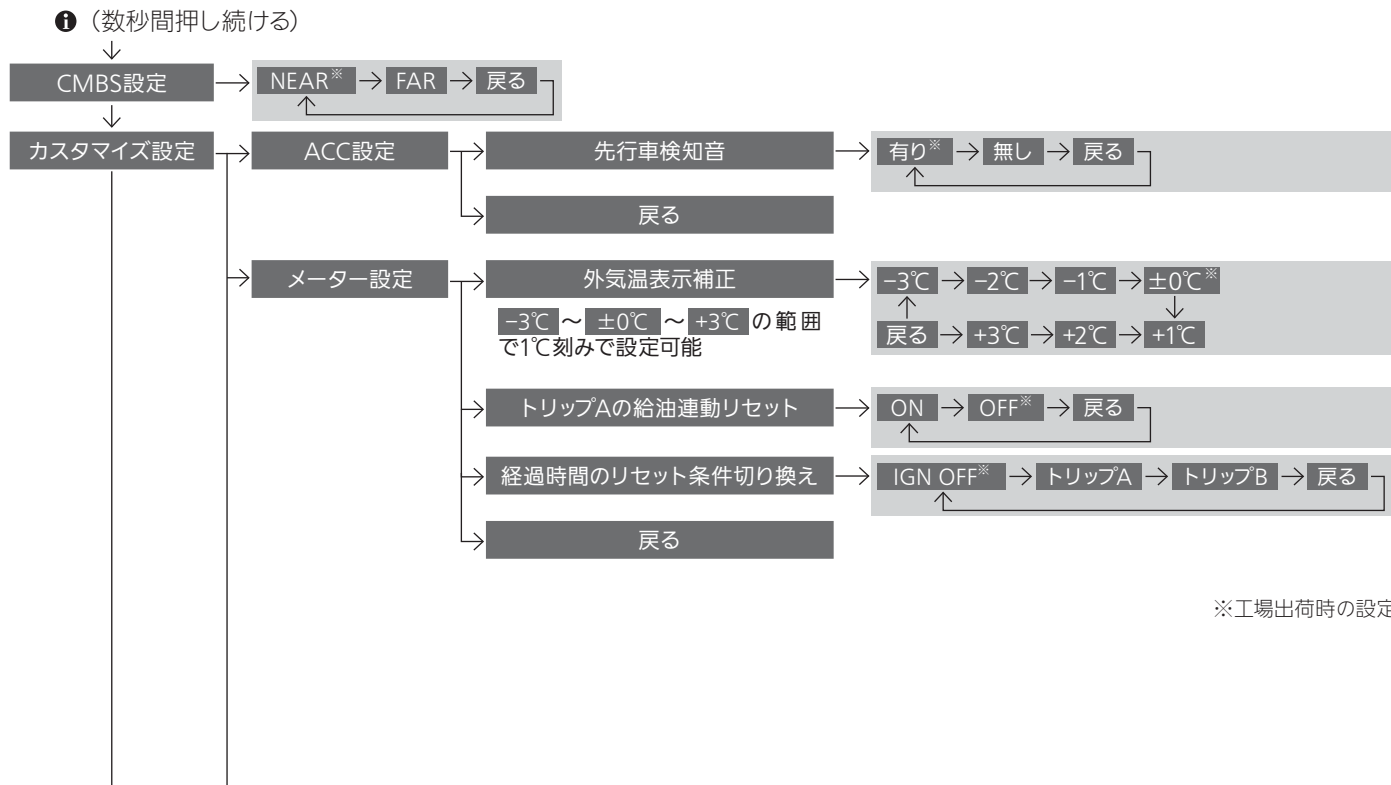 ❶ (数秒間押し続ける)
CMBS設定 → NEAR※ → FAR → 戻る
カスタマイズ設定 → ACC設定 → 先行車検知音 → 有り※ → 無し → 戻る
戻る
メーター設定 → 外気温表示補正 → −3℃ → −2℃ → −1℃ → ±0℃※
−3℃ 〜 ±0℃ 〜 +3℃ の範囲
で1℃刻みで設定可能
戻る → +3℃ → +2℃ → +1℃
トリップAの給油連動リセット → ON → OFF※ → 戻る
経過時間のリセット条件切り換え → IGN OFF※ → トリップA → トリップB → 戻る
戻る
※工場出荷時の設定